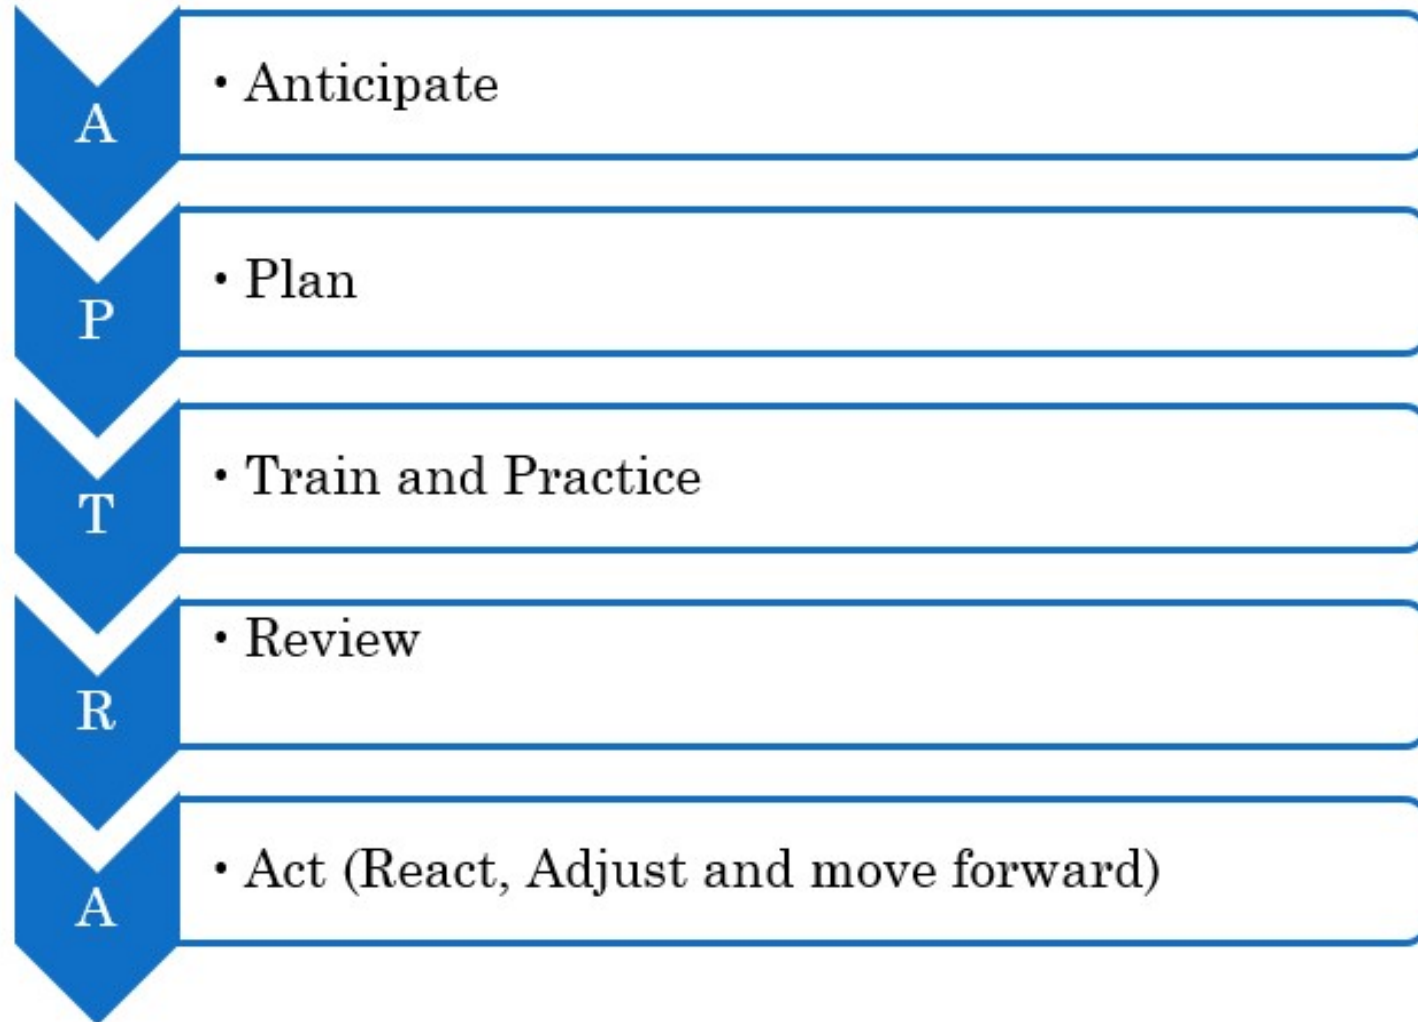 A
• Anticipate
P
• Plan
T
• Train and Practice
R
• Review
A
• Act (React, Adjust and move forward)